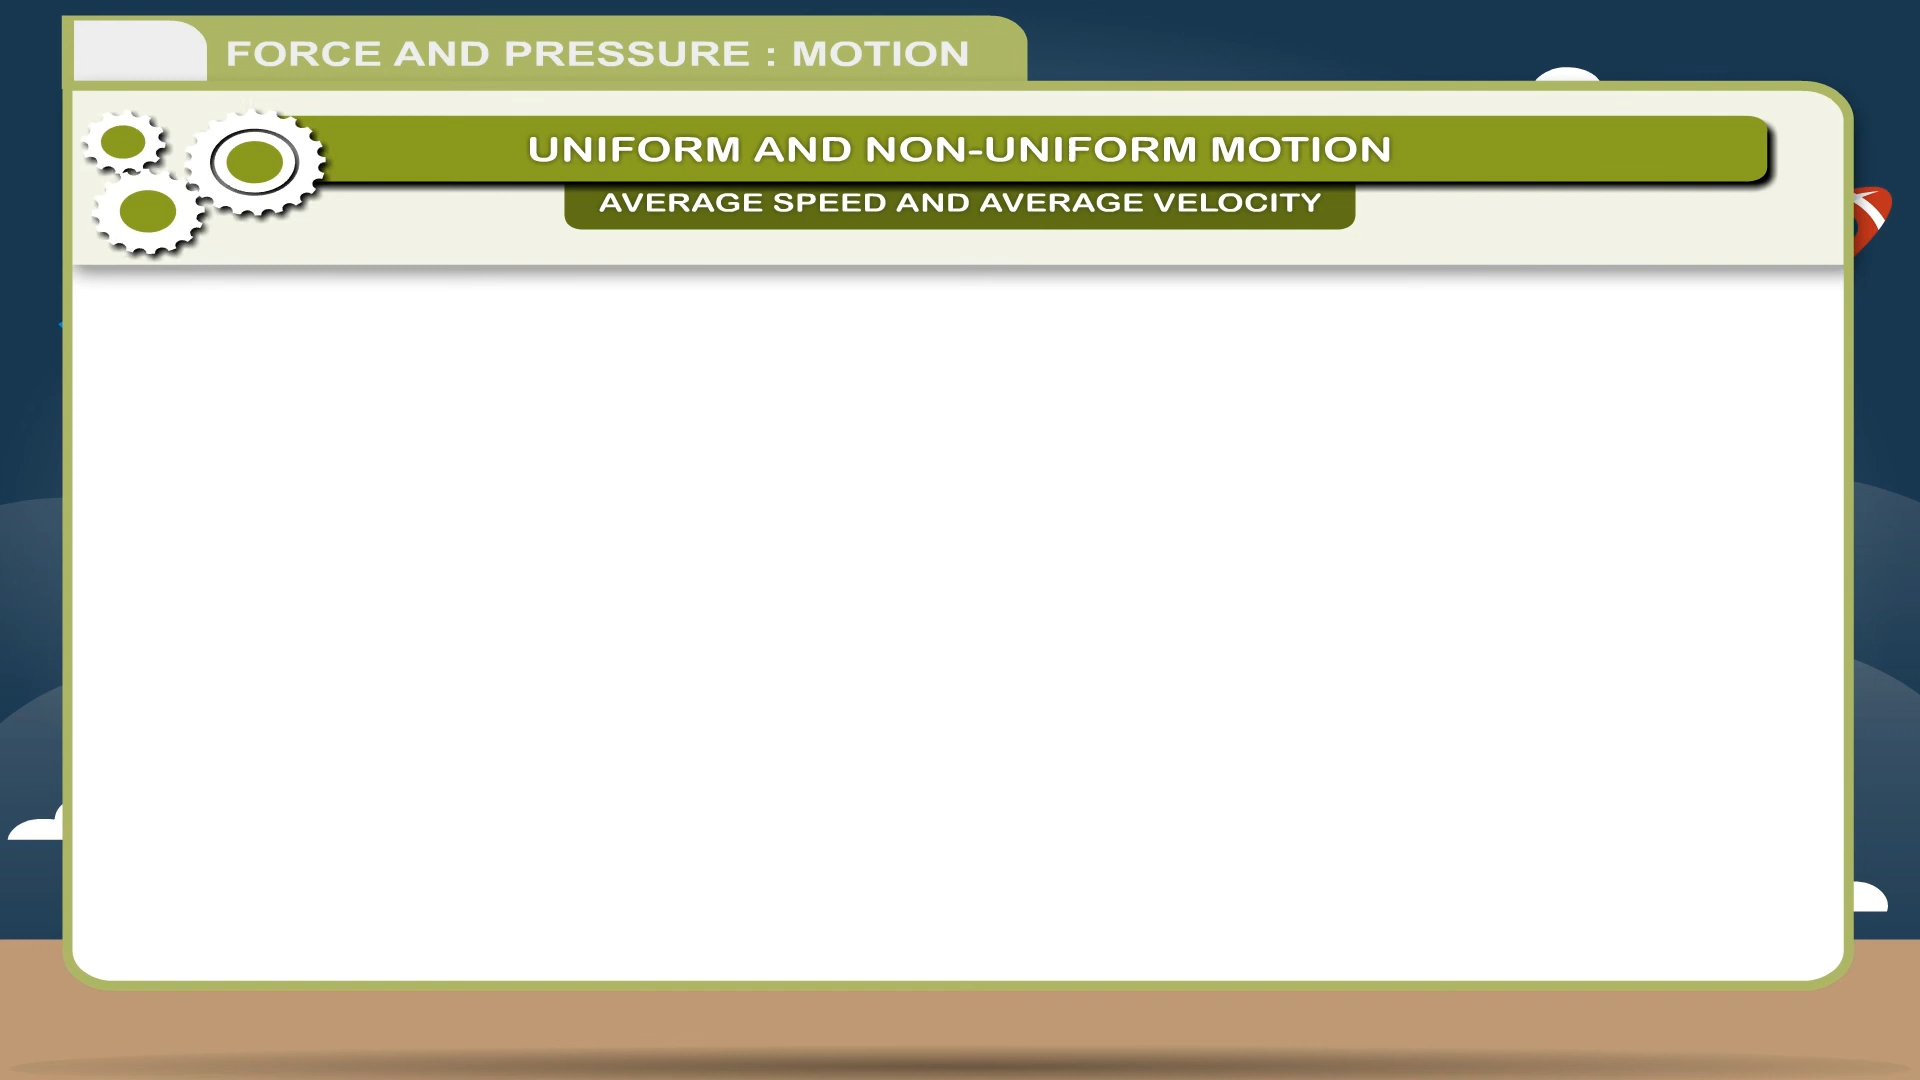 FORCE AND PRESSURE : MOTION
UNIFORM AND NON-UNIFORM MOTION
AVERAGE SPEED AND AVERAGE VELOCITY